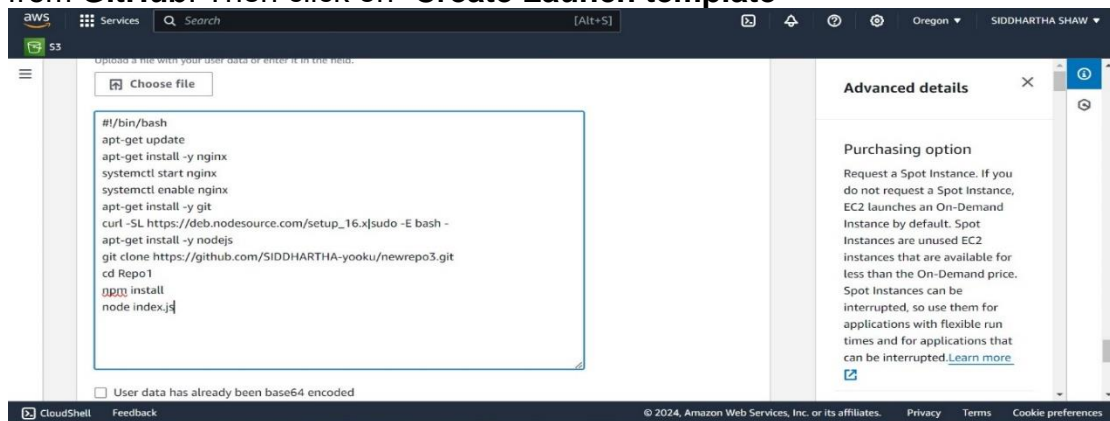 from GitHub. Then click on "Create Launch template"
aws
Services
Search
[Alt+S]
Oregon
SIDDHARTHA SHAW
S3
Upload a file with your user data or enter it in the field.
Choose file
#!/bin/bash
apt-get update
apt-get install -y nginx
systemctl start nginx
systemctl enable nginx
apt-get install -y git
curl -SL https://deb.nodesource.com/setup_16.x|sudo -E bash -
apt-get install -y nodejs
git clone https://github.com/SIDDHARTHA-yooku/newrepo3.git
cd Repo1
npm install
node index.js
User data has already been base64 encoded
Advanced details
Purchasing option
Request a Spot Instance. If you
do not request a Spot Instance,
EC2 launches an On-Demand
Instance by default. Spot
Instances are unused EC2
instances that are available for
less than the On-Demand price.
Spot Instances can be
interrupted, so use them for
applications with flexible run
times and for applications that
can be interrupted.Learn more
CloudShell
Feedback
© 2024, Amazon Web Services, Inc. or its affiliates.
Privacy
Terms
Cookie preferences